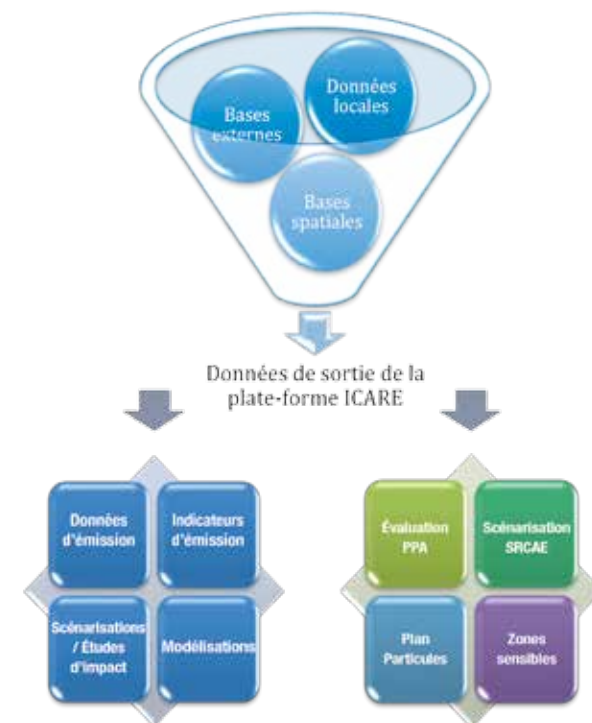 Données
locales
Bases
externes
Bases
spatiales
Données de sortie de la
plate-forme ICARE
Données
d'émission
Indicateurs
d'émission
Scénarisations
/ Études
d'impact
Modélisations
Évaluation
PPA
Scénarisation
SRCAE
Plan
Particules
Zones
sensibles